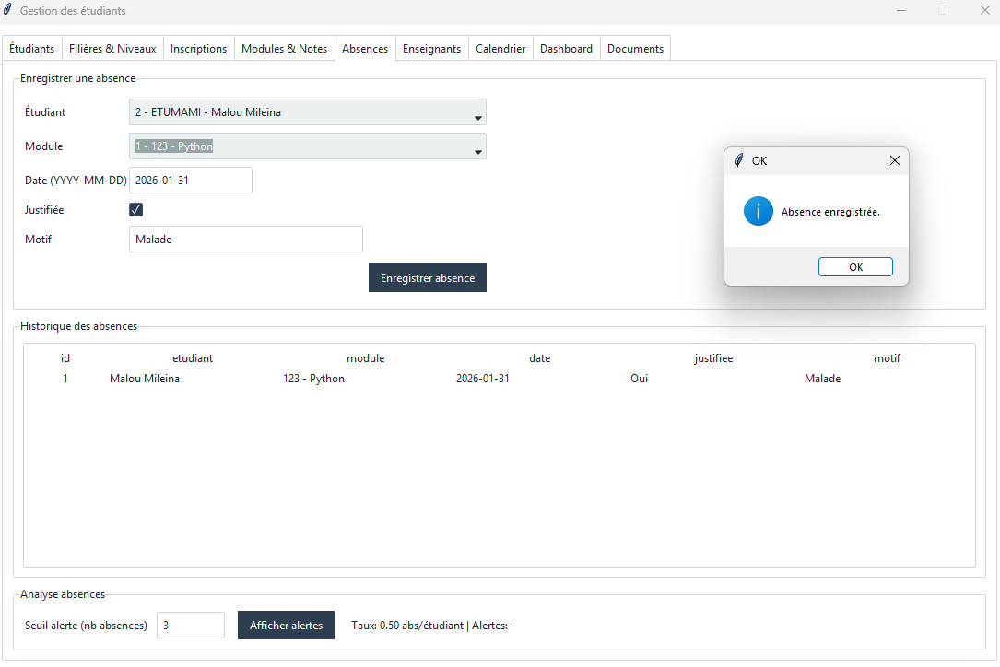 Gestion des étudiants
Étudiants Filières & Niveaux Inscriptions Modules & Notes Absences Enseignants Calendrier Dashboard Documents
Enregistrer une absence
Étudiant 2 - ETUMAMI - Malou Mileina
Module 1 - 123 - Python
Date (YYYY-MM-DD) 2026-01-31
Justifiée
Motif Malade
Enregistrer absence
OK
Absence enregistrée.
OK
Historique des absences
id etudiant module date justifiee motif
1 Malou Mileina 123 - Python 2026-01-31 Oui Malade
Analyse absences
Seuil alerte (nb absences) 3 Afficher alertes Taux: 0.50 abs/étudiant | Alertes: -